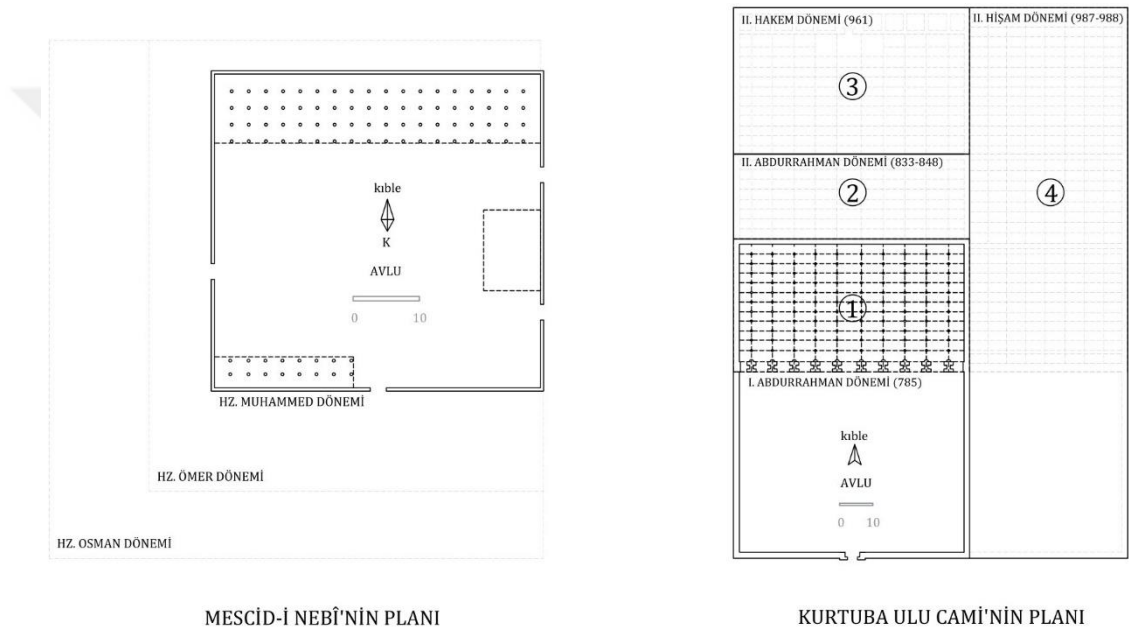 kıble
K
AVLU
0 10
HZ. MUHAMMED DÖNEMİ
HZ. ÖMER DÖNEMİ
HZ. OSMAN DÖNEMİ
MESCİD-İ NEBÎ'NİN PLANI
II. HAKEM DÖNEMİ (961)
II. HİŞAM DÖNEMİ (987-988)
3
II. ABDURRAHMAN DÖNEMİ (833-848)
2
4
1
I. ABDURRAHMAN DÖNEMİ (785)
kıble
AVLU
0 10
KURTUBA ULU CAMİ'NİN PLANI